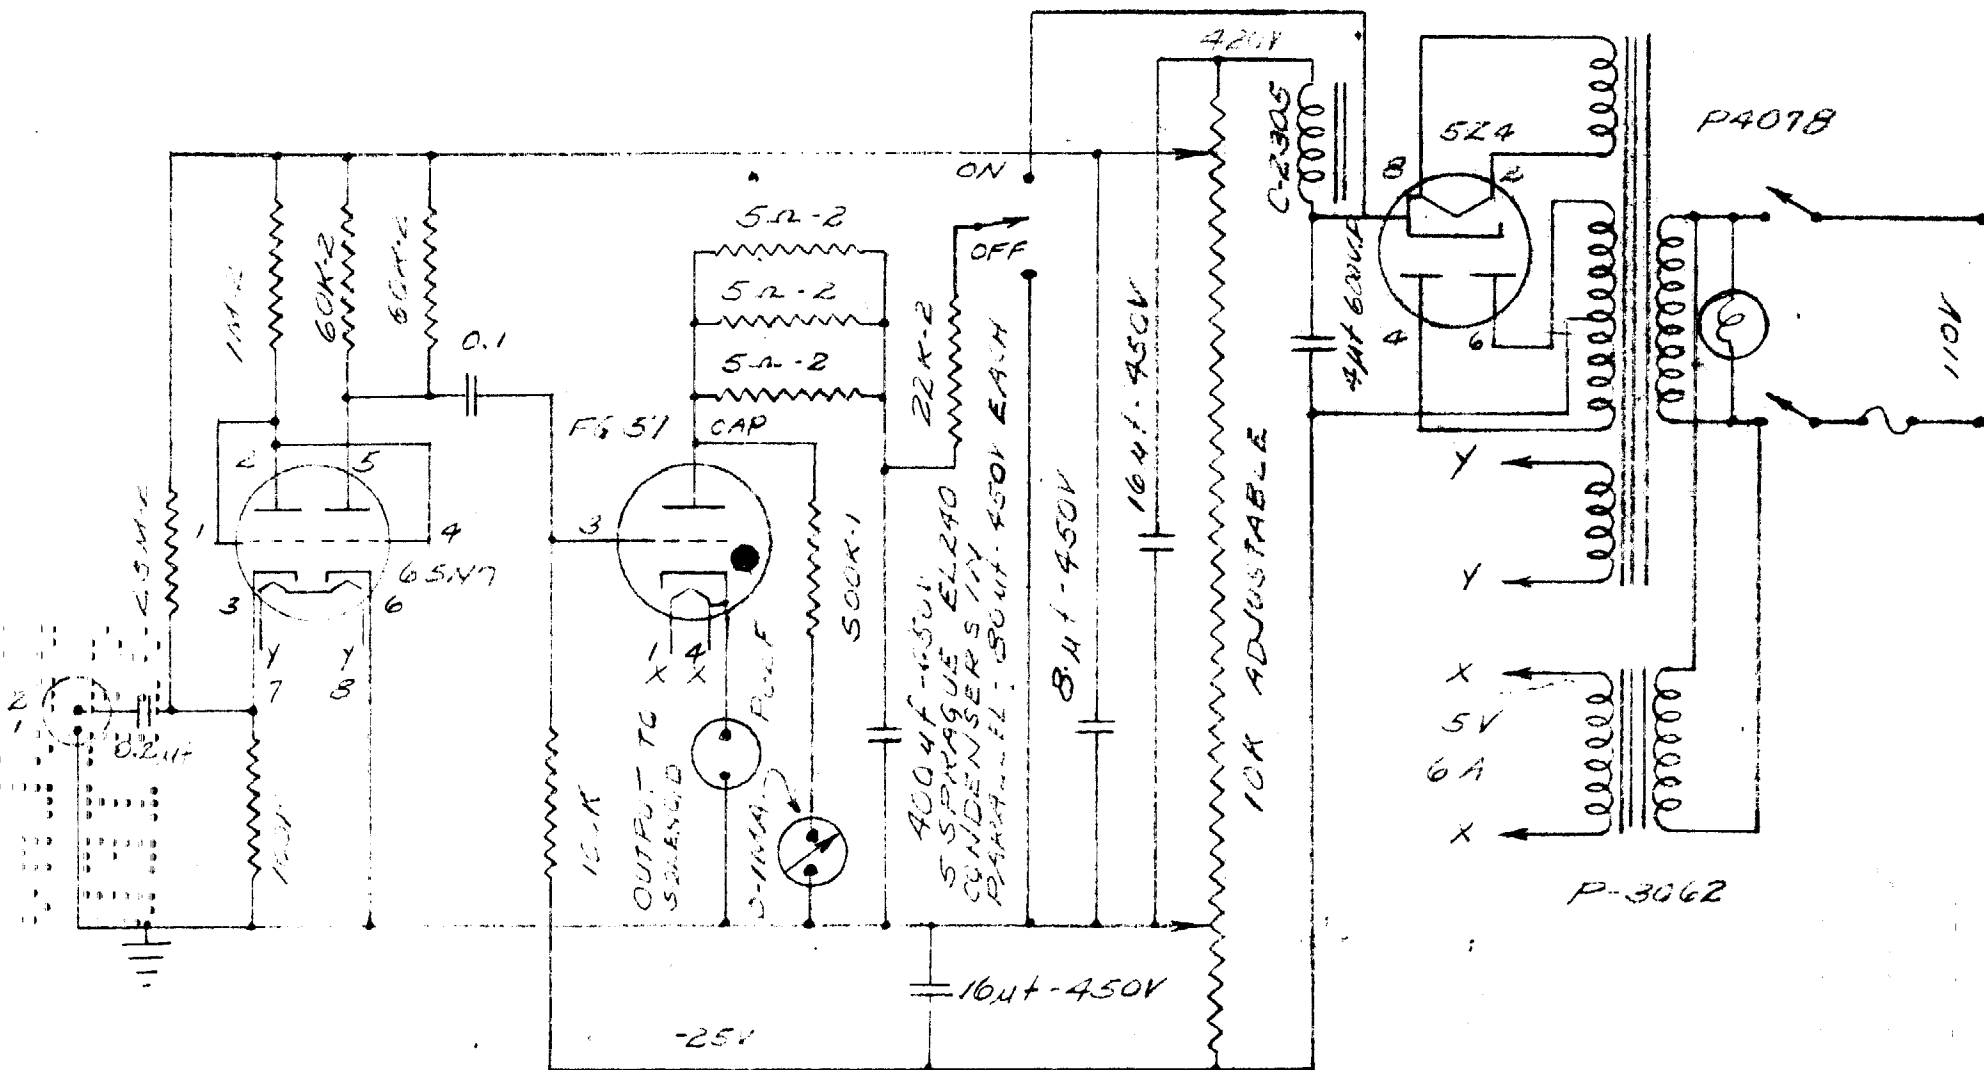 420V
P4078
5Z4
8
2
C-2305
ON
5Ω-2
OFF
60K-2
5Ω-2
4µf 600V
4
6
110V
0.1
5Ω-2
22K-2
FG 57
CAP
16µf-450V
2
5
Y
1
4
3
10K ADJUSTABLE
6SN7
3
6
500K-1
8µf-450V
Y
Y
Y
1
4
X
X
7
8
X
2
1
0.2µf
5V
400µf-450V
5 SPRAGUE EL240
CONDENSERS IN
PARALLEL-80µf-450V EACH
6A
OUTPUT TO
SOLENOID
0-1MA
X
P-3062
16µf-450V
-25V